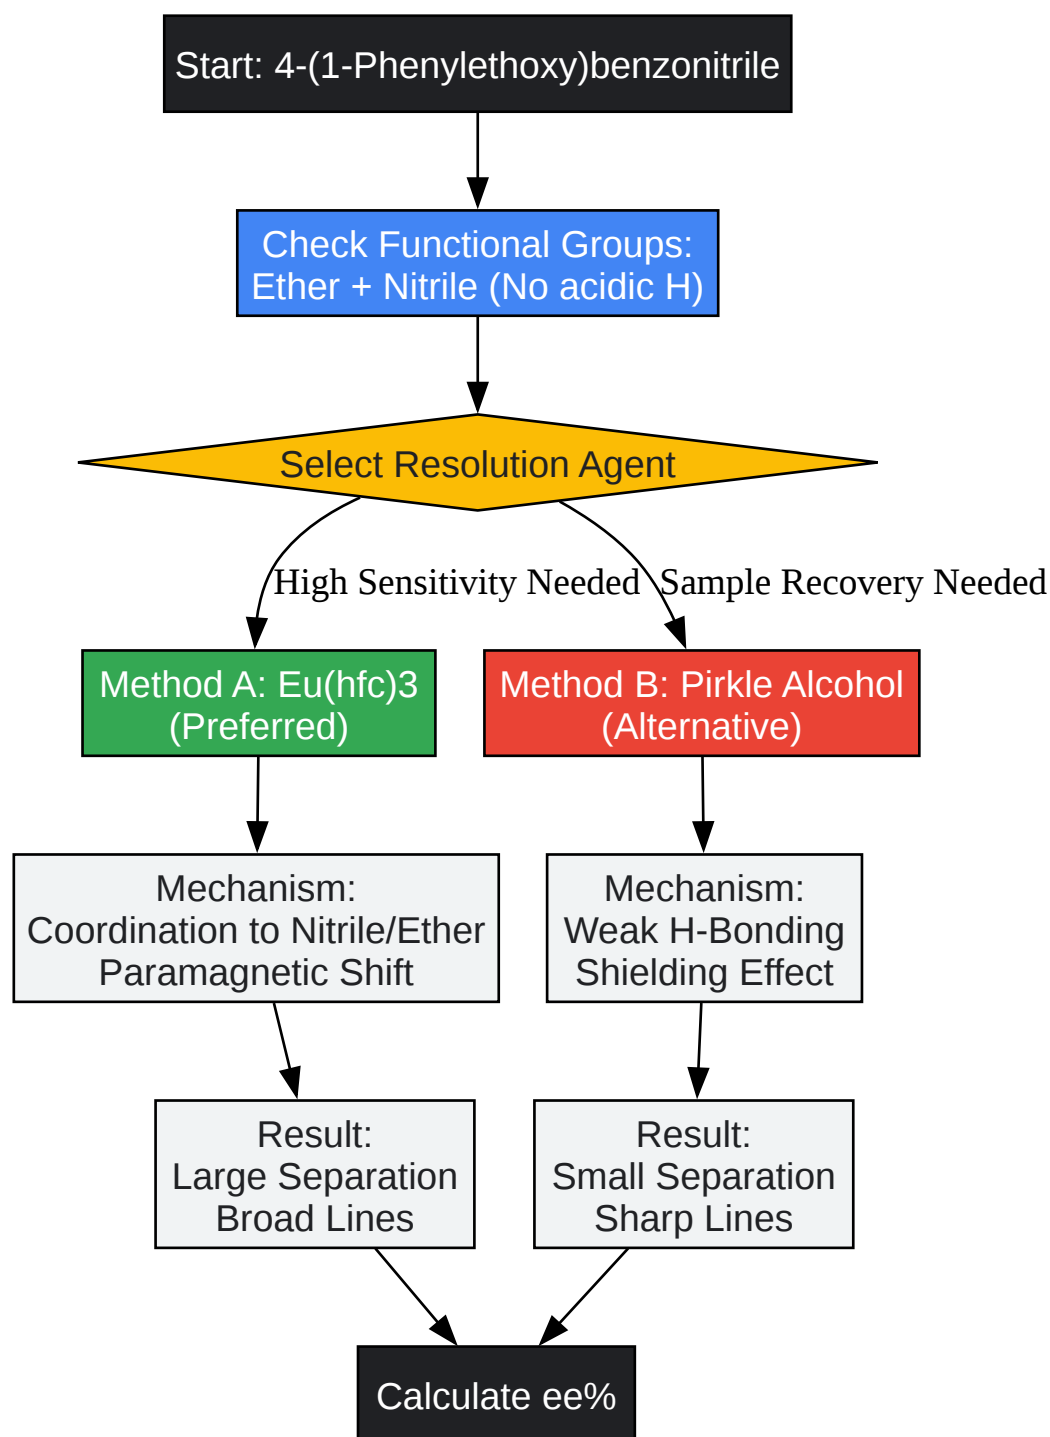 Start: 4-(1-Phenylethoxy)benzonitrile
Check Functional Groups:
Ether + Nitrile (No acidic H)
Select Resolution Agent
High Sensitivity Needed
Sample Recovery Needed
Method A: Eu(hfc)3
(Preferred)
Method B: Pirkle Alcohol
(Alternative)
Mechanism:
Coordination to Nitrile/Ether
Paramagnetic Shift
Mechanism:
Weak H-Bonding
Shielding Effect
Result:
Large Separation
Broad Lines
Result:
Small Separation
Sharp Lines
Calculate ee%